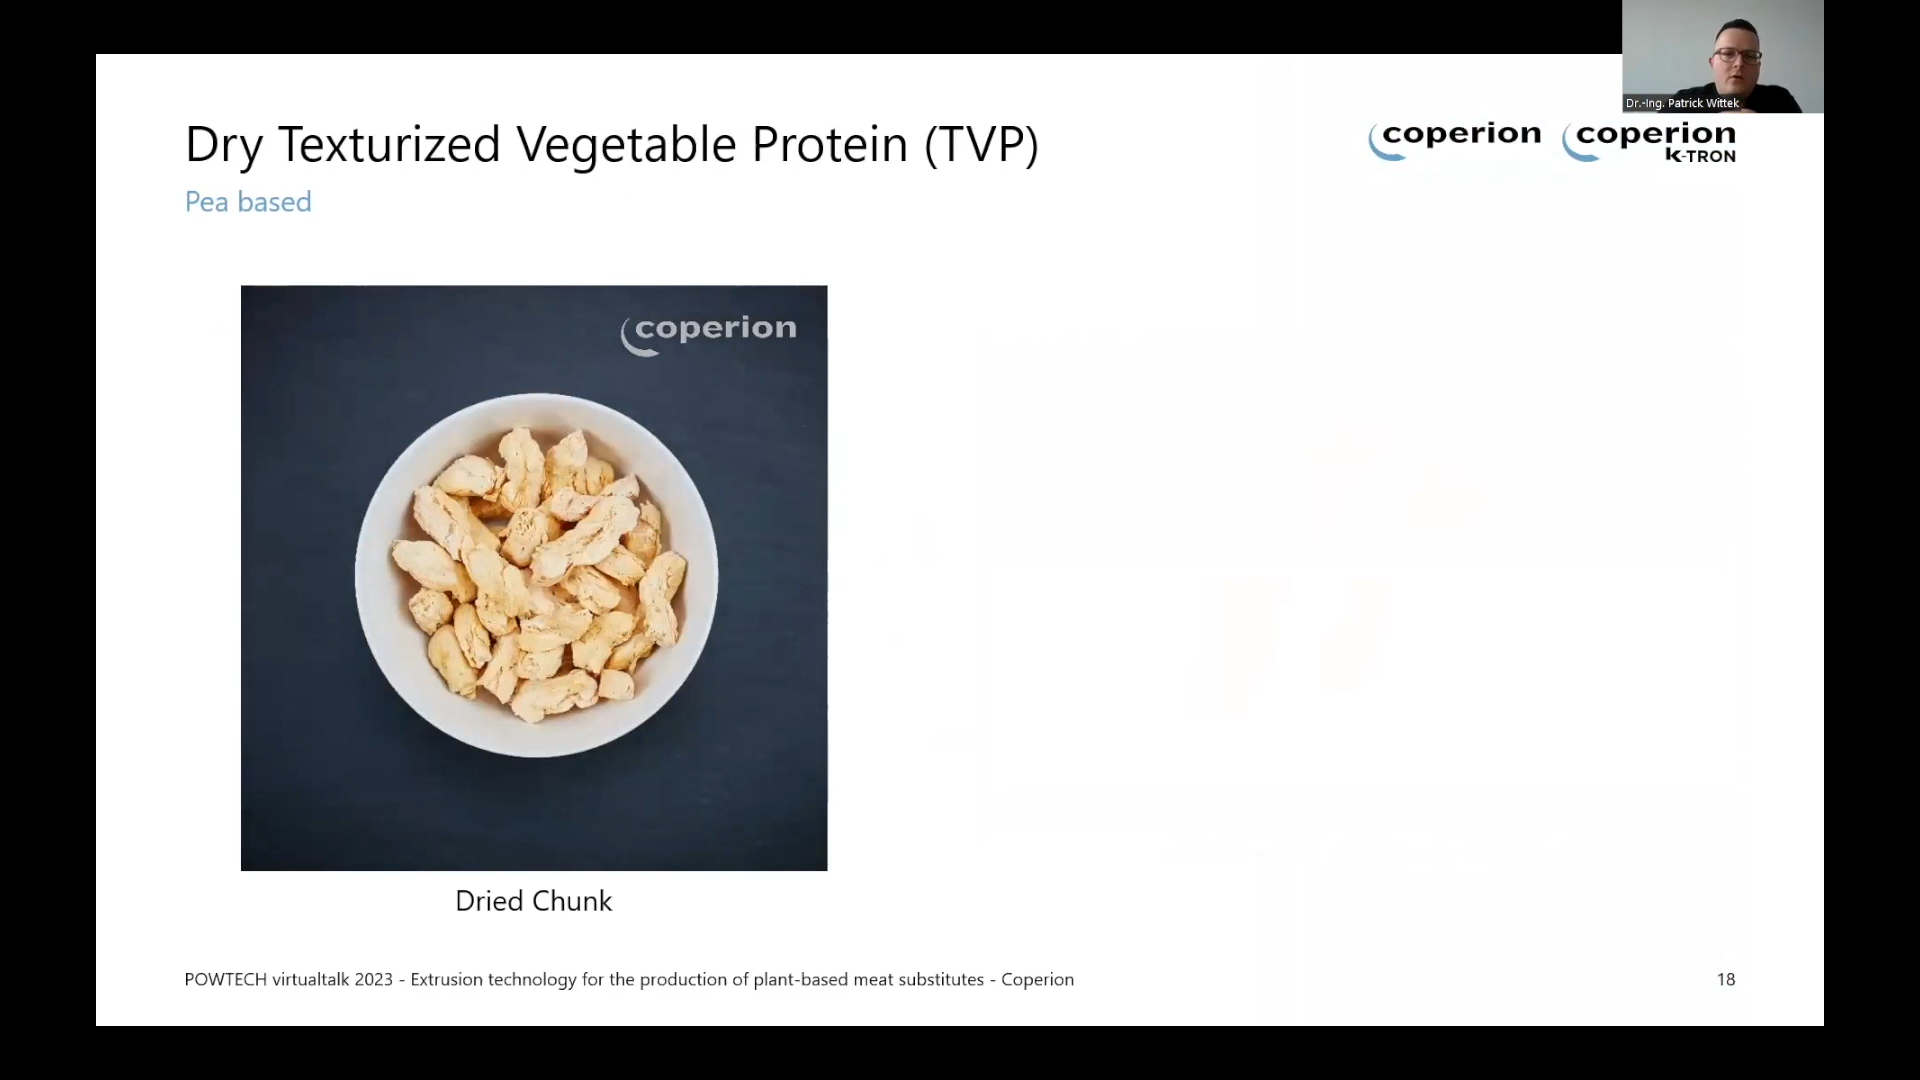 Dr.-Ing. Patrick Wittek
Dry Texturized Vegetable Protein (TVP)
coperion coperion
K-TRON
Pea based
coperion
Dried Chunk
POWTECH virtualtalk 2023 - Extrusion technology for the production of plant-based meat substitutes - Coperion
18